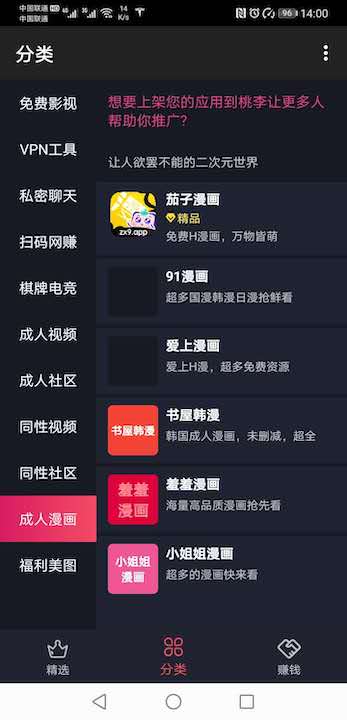 中国联通 HD 4G 3G 14 K/s 96 14:00
中国联通
分类
免费影视
VPN工具
私密聊天
扫码网赚
棋牌电竞
成人视频
成人社区
同性视频
同性社区
成人漫画
福利美图
想要上架您的应用到桃李让更多人
帮助你推广?
让人欲罢不能的二次元世界
zx9.app
茄子漫画
精品
免费H漫画，万物皆萌
91漫画
超多国漫韩漫日漫抢鲜看
爱上漫画
爱上H漫，超多免费资源
书屋韩漫
书屋韩漫
韩国成人漫画，未删减，超全
羞羞
漫画
羞羞漫画
海量高品质漫画抢先看
小姐姐
漫画
小姐姐漫画
超多的漫画快来看
精选
分类
赚钱